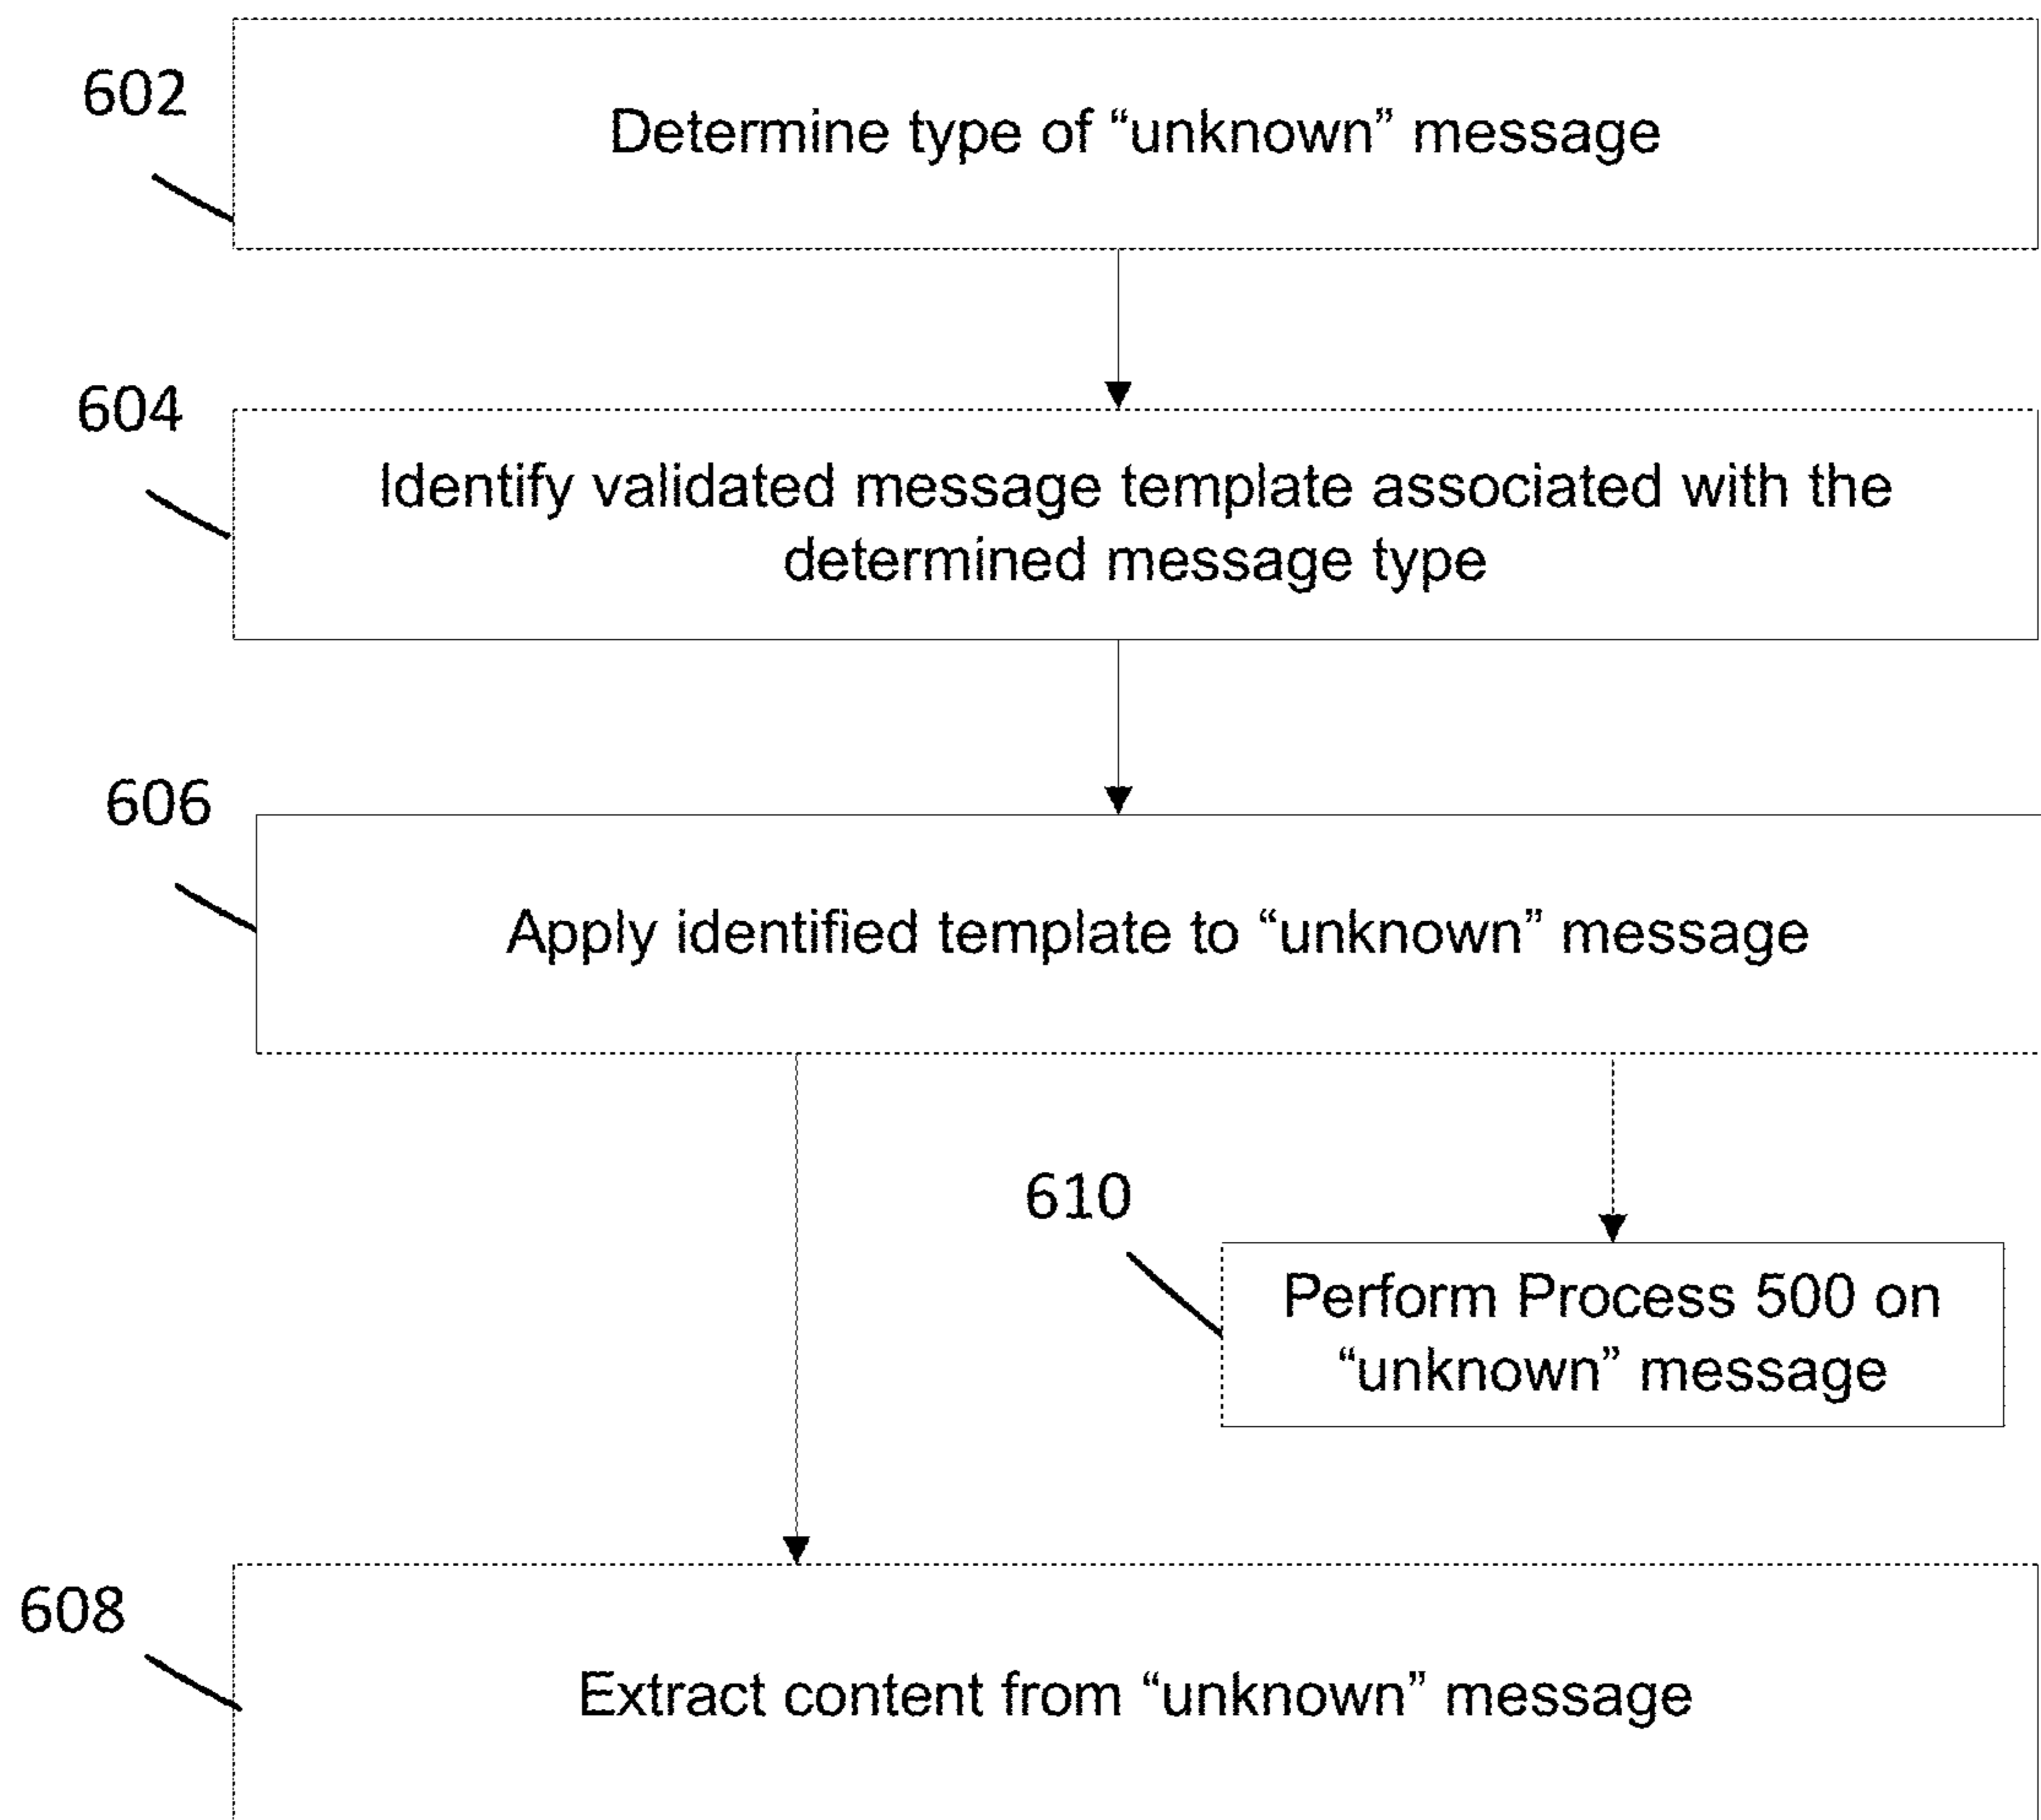 602
Determine type of “unknown” message
604
Identify validated message template associated with the
determined message type
606
Apply identified template to “unknown” message
610
Perform Process 500 on
“unknown” message
608
Extract content from “unknown” message